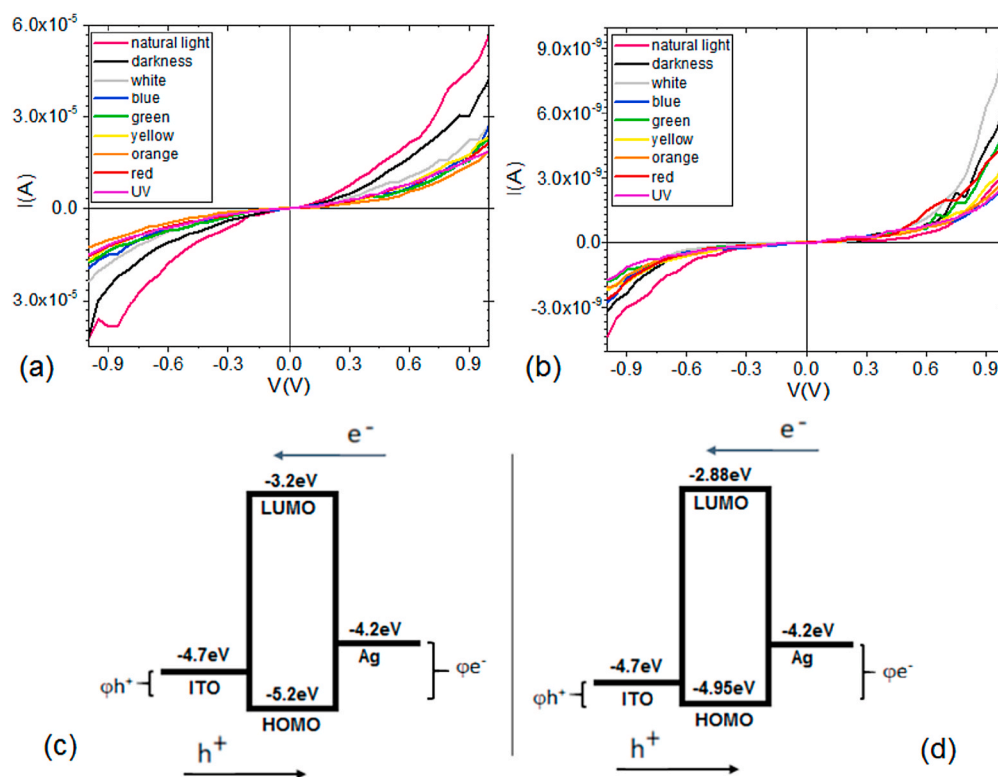 6.0x10⁻⁵
3.0x10⁻⁵
0.0
3.0x10⁻⁵
I(A)
natural light
darkness
white
blue
green
yellow
orange
red
UV
-0.9 -0.6 -0.3 0.0 0.3 0.6 0.9
V(V)
(a)
9.0x10⁻⁹
6.0x10⁻⁹
3.0x10⁻⁹
0.0
-3.0x10⁻⁹
I(A)
natural light
darkness
white
blue
green
yellow
orange
red
UV
-0.9 -0.6 -0.3 0.0 0.3 0.6 0.9
V(V)
(b)
e⁻
-3.2eV
LUMO
-4.2eV
Ag
-4.7eV
ITO
φh⁺
φe⁻
-5.2eV
HOMO
(c)
h⁺
e⁻
-2.88eV
LUMO
-4.2eV
Ag
-4.7eV
ITO
φh⁺
φe⁻
-4.95eV
HOMO
h⁺
(d)